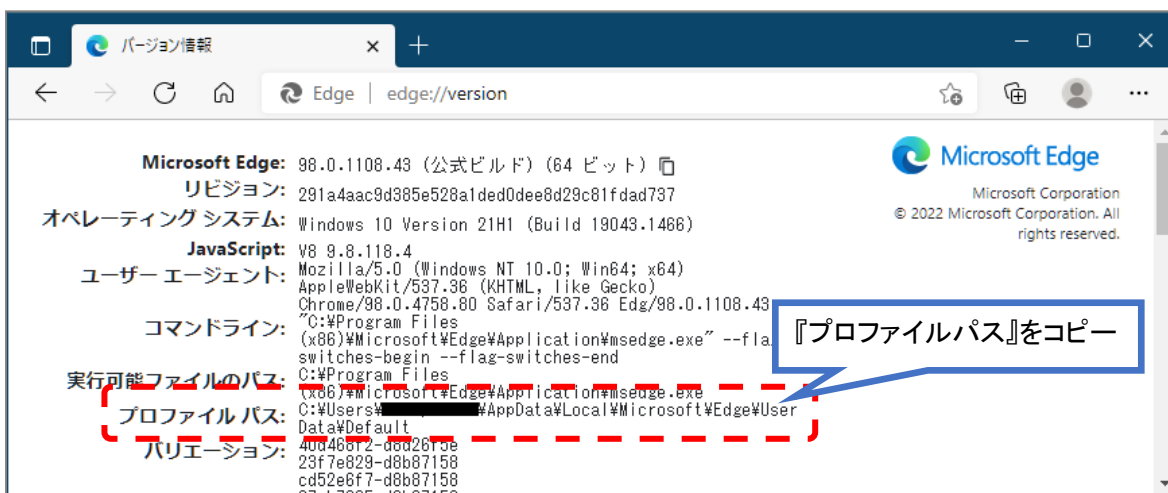 バージョン情報
Edge | edge://version
Microsoft Edge
Microsoft Corporation
© 2022 Microsoft Corporation. All
rights reserved.
Microsoft Edge: 98.0.1108.43 (公式ビルド) (64 ビット)
リビジョン: 291a4aac9d385e528a1ded0dee8d29c81fdad737
オペレーティング システム: Windows 10 Version 21H1 (Build 19043.1466)
JavaScript: V8 9.8.118.4
ユーザー エージェント: Mozilla/5.0 (Windows NT 10.0; Win64; x64)
AppleWebKit/537.36 (KHTML, like Gecko)
Chrome/98.0.4758.80 Safari/537.36 Edg/98.0.1108.43
『プロファイルパス』をコピー
コマンドライン: "C:¥Program Files
(x86)¥Microsoft¥Edge¥Application¥msedge.exe" --fla
switches-begin --flag-switches-end
実行可能ファイルのパス: C:¥Program Files
(x86)¥Microsoft¥Edge¥Application¥msedge.exe
プロファイル パス: C:¥Users¥ ¥AppData¥Local¥Microsoft¥Edge¥User
Data¥Default
バリエーション: 40d468f2-d8d26f5e
23f7e829-d8b87158
cd52e6f7-d8b87158